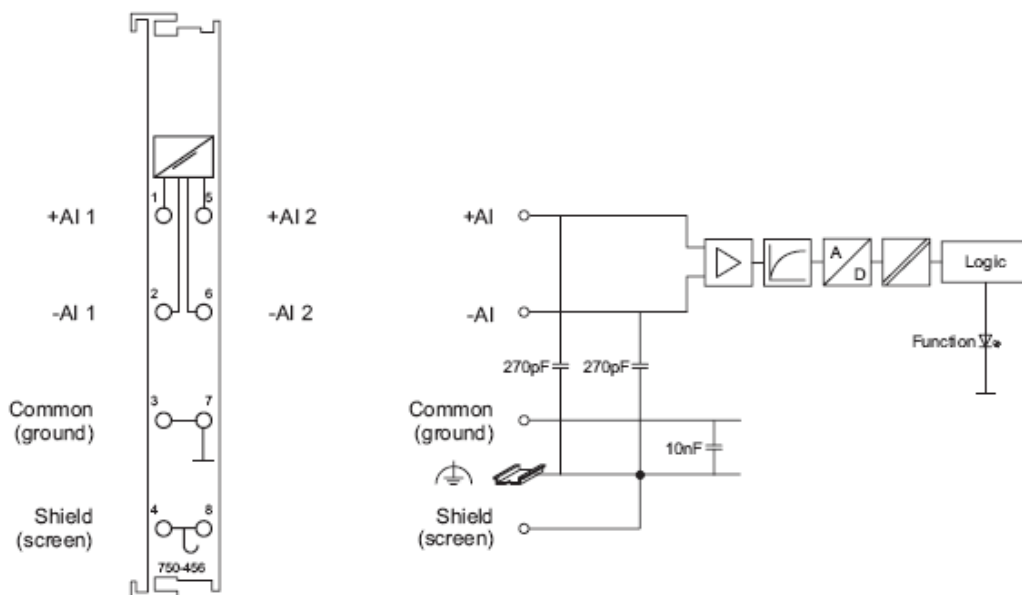 1
5
+AI 1
+AI 2
2
6
-AI 1
-AI 2
3
7
Common
(ground)
4
8
Shield
(screen)
750-456
+AI
A
D
Logic
-AI
Function
270pF
270pF
Common
(ground)
10nF
Shield
(screen)